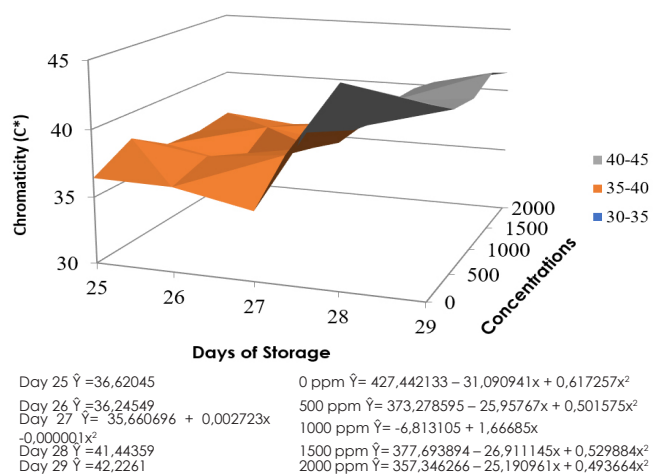 45
40
35
30
Chromaticity (C*)
25
26
27
28
29
Days of Storage
0
500
1000
1500
2000
Concentrations
40-45
35-40
30-35
Day 25 Ŷ =36,62045
Day 26 Ŷ =36,24549
Day 27 Ŷ= 35,660696 + 0,002723x
-0,000001x²
Day 28 Ŷ =41,44359
Day 29 Ŷ =42,2261
0 ppm Ŷ= 427,442133 – 31,090941x + 0,617257x²
500 ppm Ŷ= 373,278595 – 25,95767x + 0,501575x²
1000 ppm Ŷ= -6,813105 + 1,66685x
1500 ppm Ŷ= 377,693894 – 26,911145x + 0,529884x²
2000 ppm Ŷ= 357,346266 - 25,190961x + 0,493664x²